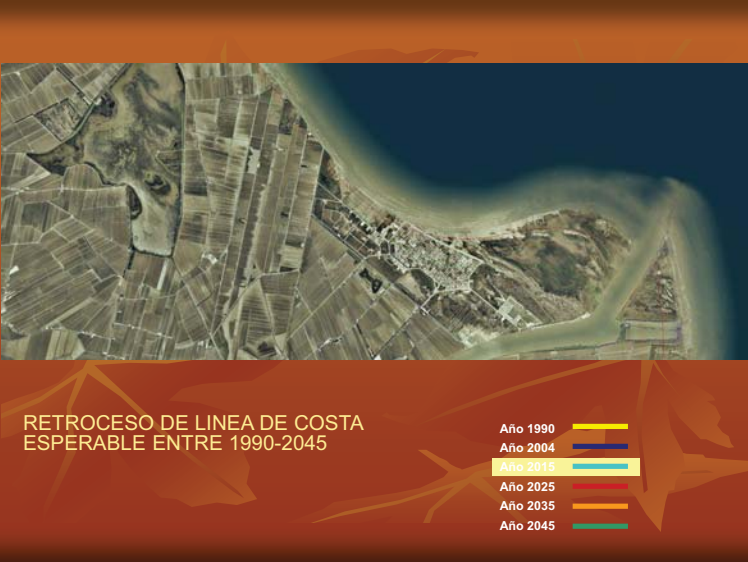 RETROCESO DE LINEA DE COSTA
ESPERABLE ENTRE 1990-2045
Año 1990
Año 2004
Año 2015
Año 2025
Año 2035
Año 2045